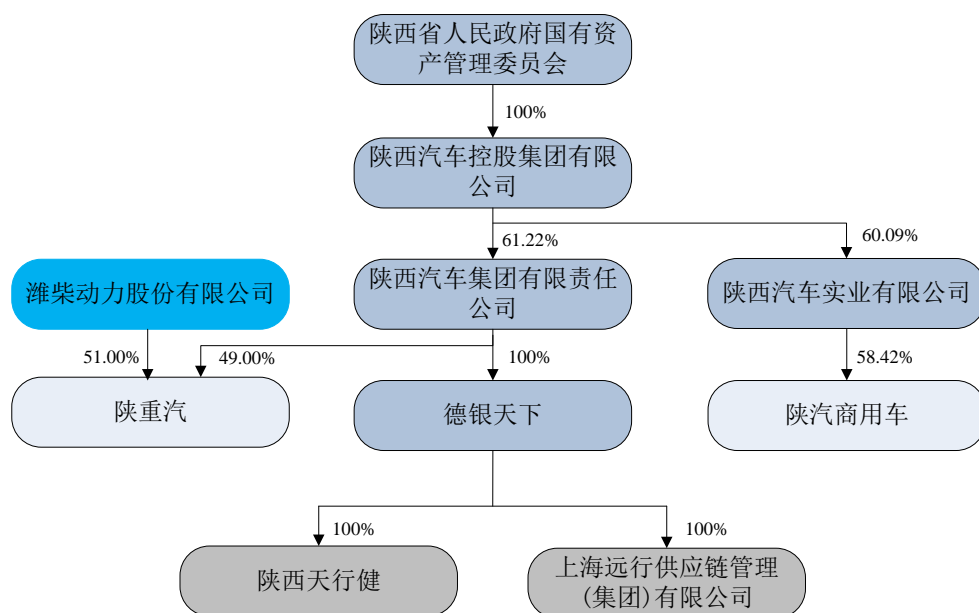 陕西省人民政府国有资
产管理委员会
100%
陕西汽车控股集团有限
公司
61.22%
60.09%
潍柴动力股份有限公司
陕西汽车集团有限责任
公司
陕西汽车实业有限公司
51.00%
49.00%
100%
58.42%
陕重汽
德银天下
陕汽商用车
100%
100%
陕西天行健
上海远行供应链管理
(集团)有限公司